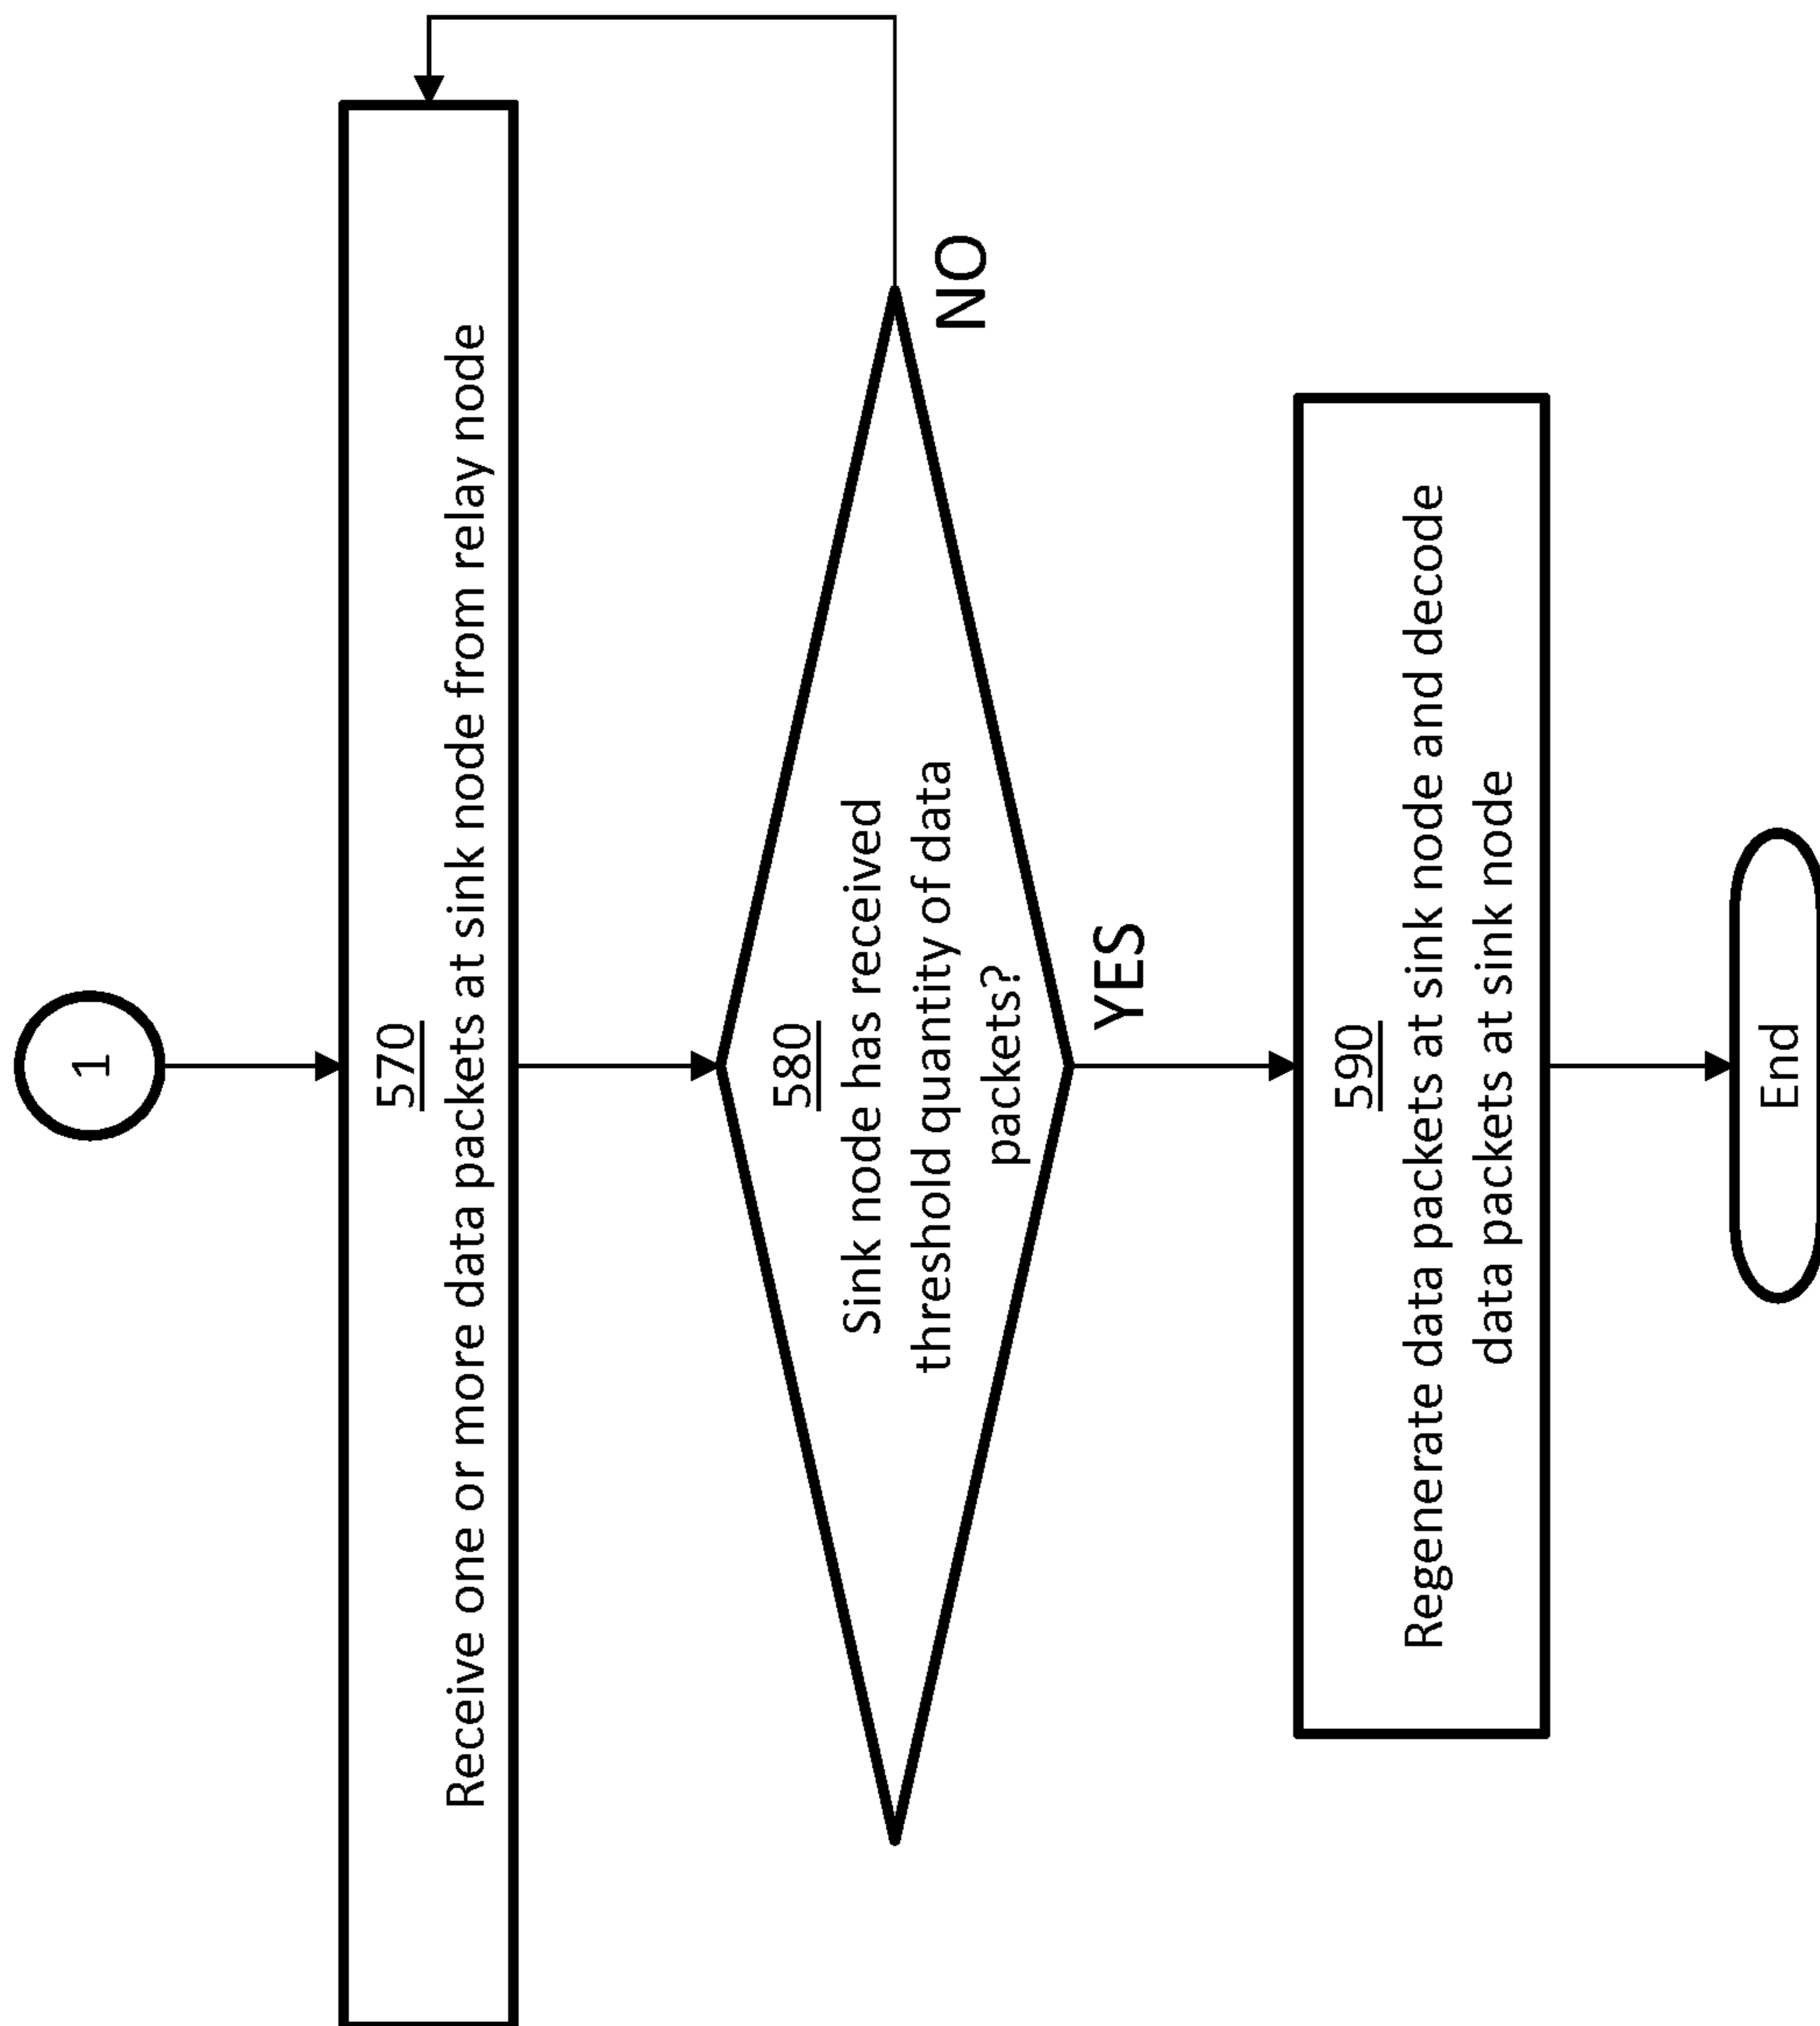 1
570
Receive one or more data packets at sink node from relay node
580
Sink node has received
threshold quantity of data
packets?
NO
YES
590
Regenerate data packets at sink node and decode
data packets at sink node
End